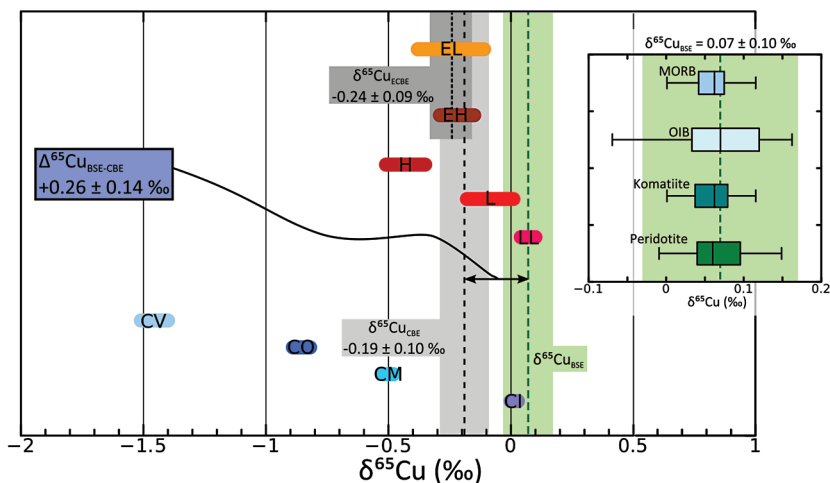 EL
δ⁶⁵Cu_BSE = 0.07 ± 0.10 ‰
MORB
δ⁶⁵Cu_ECBE
-0.24 ± 0.09 ‰
EH
OIB
Δ⁶⁵Cu_BSE-CBE
+0.26 ± 0.14 ‰
H
L
Komatiite
LL
Peridotite
-0.1 0 0.1 0.2
δ⁶⁵Cu (‰)
CV
δ⁶⁵Cu_CBE
-0.19 ± 0.10 ‰
CO
δ⁶⁵Cu_BSE
CM
CI
-2 -1.5 -1 -0.5 0 0.5 1
δ⁶⁵Cu (‰)